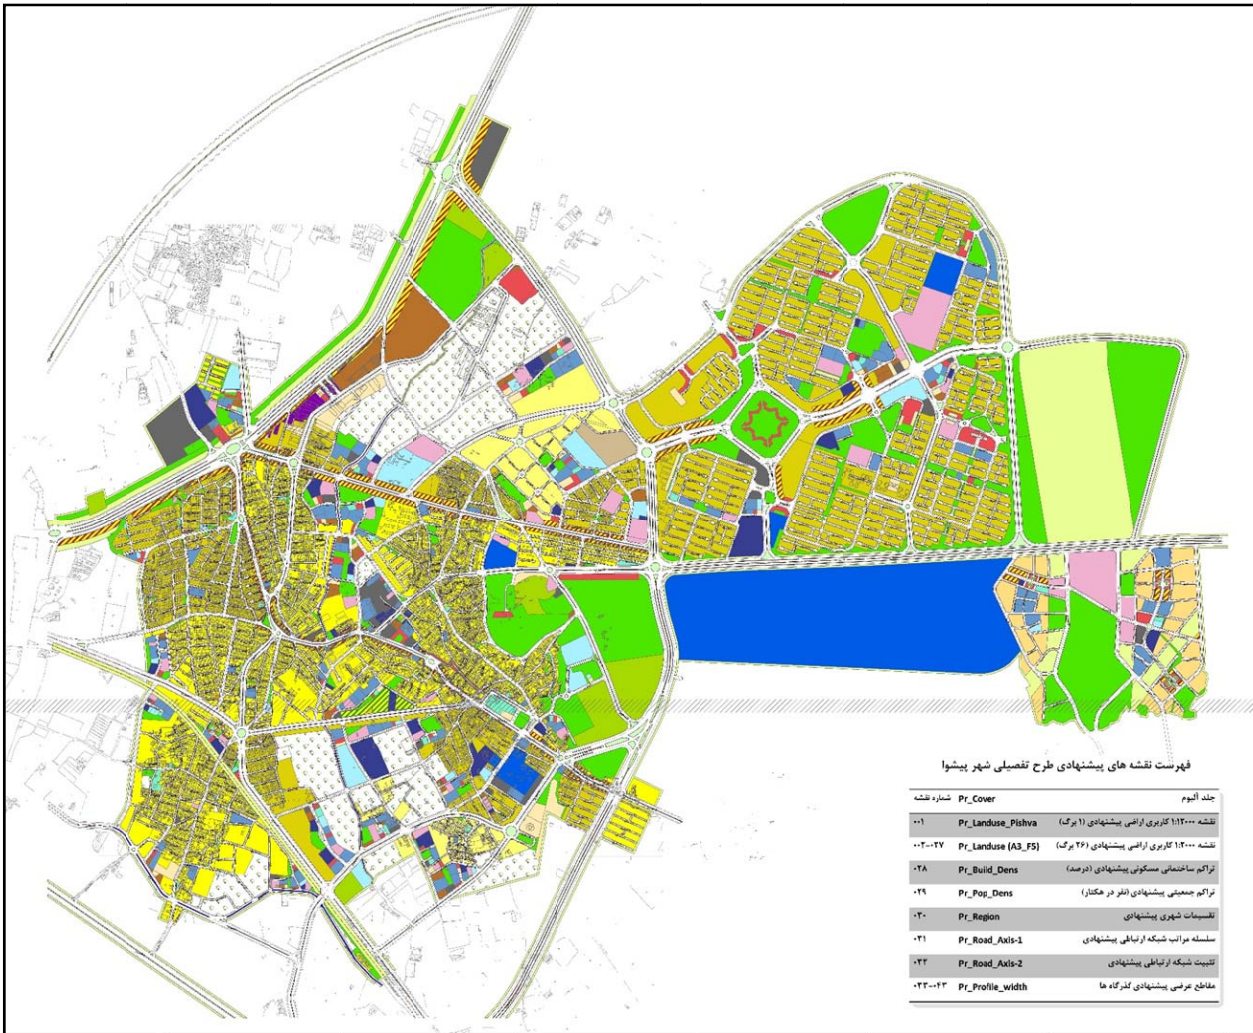 فهرست نقشه های پیشنهادی طرح تفصیلی شهر پیشوا
جلد آلبوم Pr_Cover شماره نقشه
نقشه ۱:۱۲۰۰۰ کاربری اراضی پیشنهادی (۱ برگ) Pr_Landuse_Pishva ۰۰۱
نقشه ۱:۲۰۰۰ کاربری اراضی پیشنهادی (۲۶ برگ) Pr_Landuse (A3_F5) ۰۰۲-۰۲۷
تراکم ساختمانی مسکونی پیشنهادی (درصد) Pr_Build_Dens ۰۲۸
تراکم جمعیتی پیشنهادی (نفر در هکتار) Pr_Pop_Dens ۰۲۹
تقسیمات شهری پیشنهادی Pr_Region ۰۳۰
سلسله مراتب شبکه ارتباطی پیشنهادی Pr_Road_Axis-1 ۰۳۱
تثبیت شبکه ارتباطی پیشنهادی Pr_Road_Axis-2 ۰۳۲
مقاطع عرضی پیشنهادی گذرگاه ها Pr_Profile_width ۰۳۳-۰۴۳